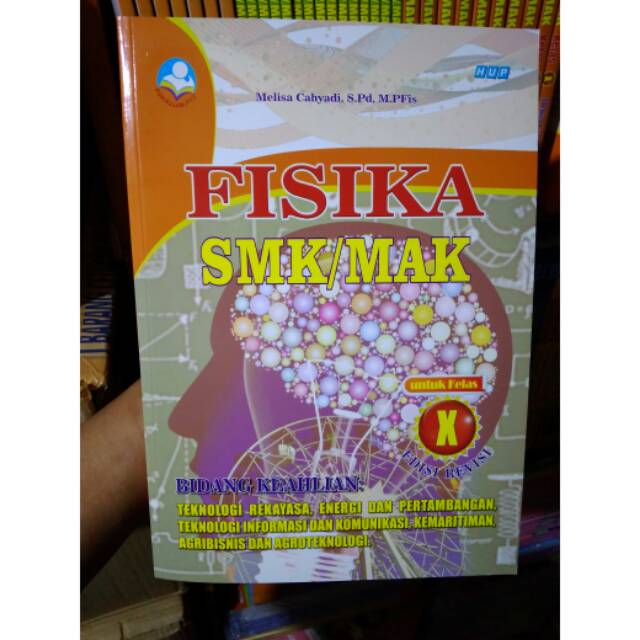 HUP
Melisa Cahyadi, S.Pd, M.PFis
FISIKA
SMK/MAK
untuk Kelas
X
EDISI REVISI
BIDANG KEAHLIAN:
TEKNOLOGI REKAYASA, ENERGI DAN PERTAMBANGAN,
TEKNOLOGI INFORMASI DAN KOMUNIKASI, KEMARITIMAN,
AGRIBISNIS DAN AGROTEKNOLOGI.
MAK